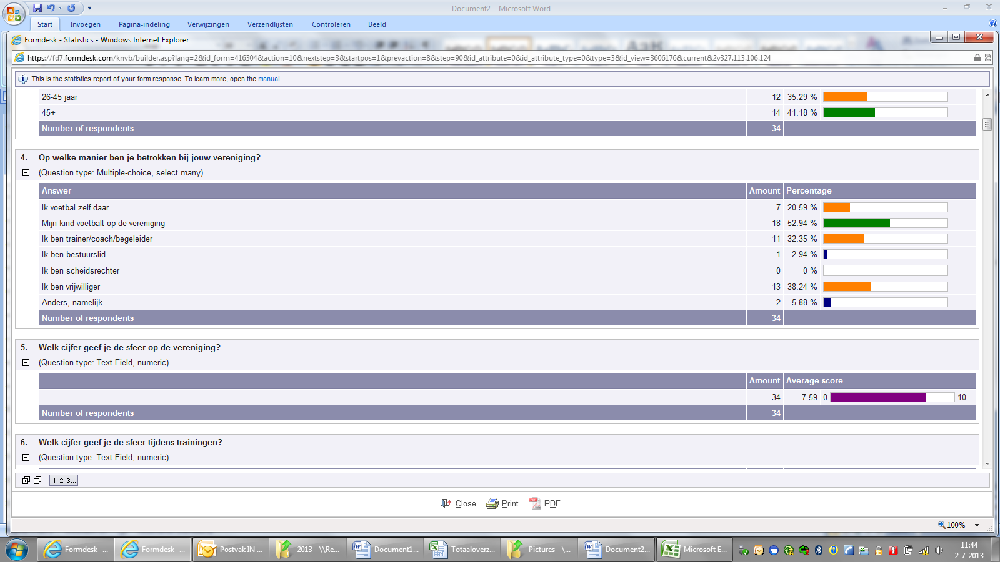 Document2 - Microsoft Word
Start Invoegen Pagina-indeling Verwijzingen Verzendlijsten Controleren Beeld
Formdesk - Statistics - Windows Internet Explorer
https://fd7.formdesk.com/knvb/builder.asp?lang=2&id_form=416304&action=10&nextstep=3&startpos=1&prevaction=8&step=90&id_attribute=0&id_attribute_type=0&type=3&id_view=3606176&current&2v327.113.106.124
This is the statistics report of your form response. To learn more, open the manual.
26-45 jaar 12 35.29 %
45+ 14 41.18 %
Number of respondents 34
4. Op welke manier ben je betrokken bij jouw vereniging?
(Question type: Multiple-choice, select many)
Answer Amount Percentage
Ik voetbal zelf daar 7 20.59 %
Mijn kind voetbalt op de vereniging 18 52.94 %
Ik ben trainer/coach/begeleider 11 32.35 %
Ik ben bestuurslid 1 2.94 %
Ik ben scheidsrechter 0 0 %
Ik ben vrijwilliger 13 38.24 %
Anders, namelijk 2 5.88 %
Number of respondents 34
5. Welk cijfer geef je de sfeer op de vereniging?
(Question type: Text Field, numeric)
Amount Average score
34 7.59 0 10
Number of respondents 34
6. Welk cijfer geef je de sfeer tijdens trainingen?
(Question type: Text Field, numeric)
1. 2. 3...
Close Print PDF
100%
Formdesk -... Formdesk -... Postvak IN ... 2013 - \\Re... Document1... Totaaloverz... Pictures - \... Document2... Microsoft E...
11:44
2-7-2013